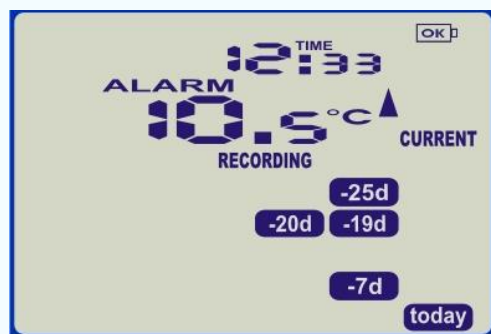 OK
TIME
12:33
ALARM
10.5°C
CURRENT
RECORDING
-25d
-20d -19d
-7d
today